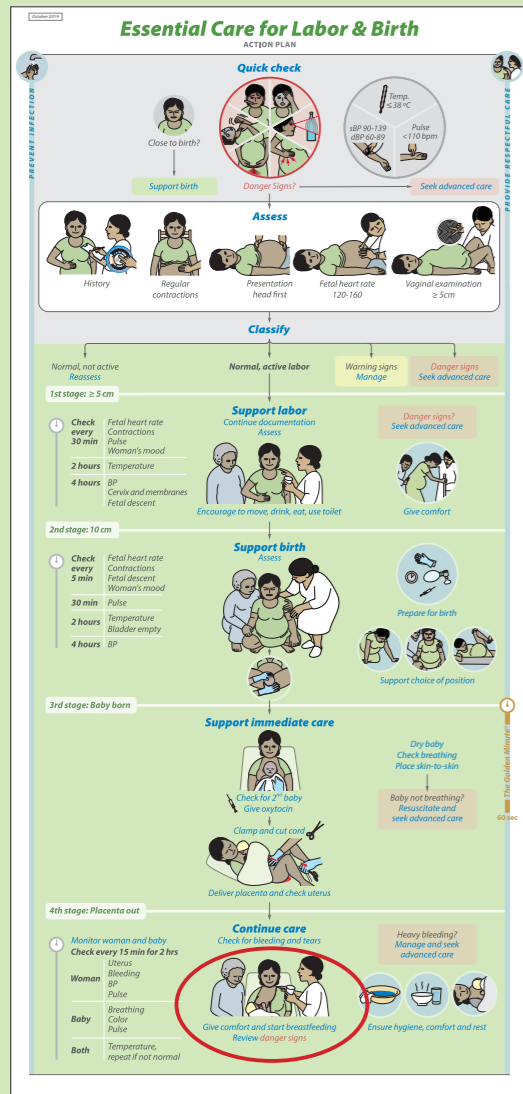 October 2019
Essential Care for Labor & Birth
ACTION PLAN
PREVENT INFECTION
PROVIDE RESPECTFUL CARE
Quick check
Close to birth?
Temp.
≤38 ºC
sBP 90-139
dBP 60-89
Pulse
<110 bpm
Support birth
Danger Signs?
Seek advanced care
Assess
History
Regular
contractions
Presentation
head first
Fetal heart rate
120-160
Vaginal examination
≥ 5cm
Classify
Normal, not active
Reassess
Normal, active labor
Warning signs
Manage
Danger signs
Seek advanced care
1st stage: ≥ 5 cm
Support labor
Continue documentation
Assess
Check
every
30 min
Fetal heart rate
Contractions
Pulse
Woman's mood
2 hours
Temperature
4 hours
BP
Cervix and membranes
Fetal descent
Encourage to move, drink, eat, use toilet
Danger signs?
Seek advanced care
Give comfort
2nd stage: 10 cm
Support birth
Assess
Check
every
5 min
Fetal heart rate
Contractions
Fetal descent
Woman's mood
30 min
Pulse
2 hours
Temperature
Bladder empty
4 hours
BP
Prepare for birth
Support choice of position
3rd stage: Baby born
Support immediate care
Check for 2nd baby
Give oxytocin
Clamp and cut cord
Deliver placenta and check uterus
Dry baby
Check breathing
Place skin-to-skin
Baby not breathing?
Resuscitate and
seek advanced care
The Golden Minute®
60 sec
4th stage: Placenta out
Continue care
Check for bleeding and tears
Monitor woman and baby
Check every 15 min for 2 hrs
Woman
Uterus
Bleeding
BP
Pulse
Baby
Breathing
Color
Pulse
Both
Temperature,
repeat if not normal
Give comfort and start breastfeeding
Review danger signs
Heavy bleeding?
Manage and seek
advanced care
Ensure hygiene, comfort and rest